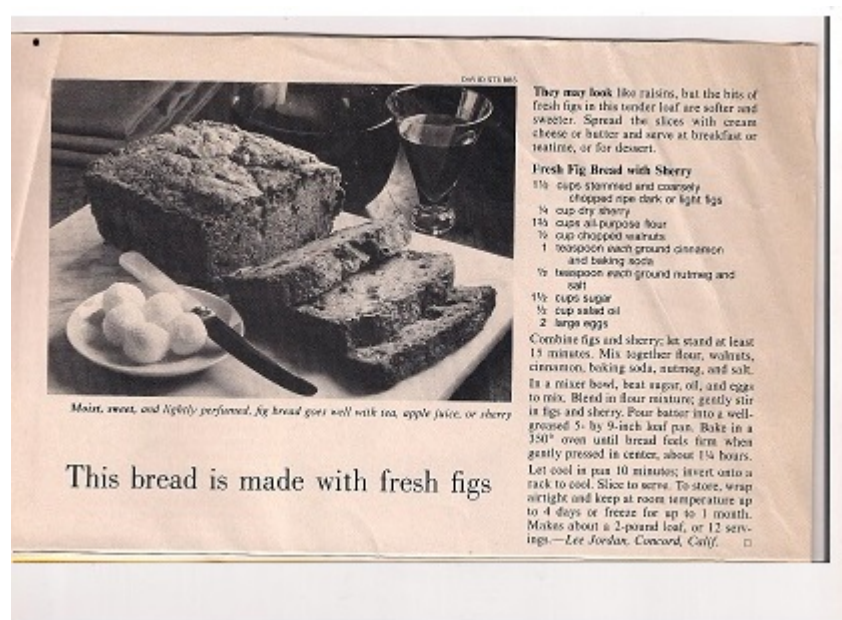 DAVID STUBBS
They may look like raisins, but the bits of
fresh figs in this tender loaf are softer and
sweeter. Spread the slices with cream
cheese or butter and serve at breakfast or
teatime, or for dessert.
Fresh Fig Bread with Sherry
1½ cups stemmed and coarsely
chopped ripe dark or light figs
¼ cup dry sherry
cups all-purpose flour
½ cup chopped walnuts
1 teaspoon each ground cinnamon
and baking soda
½ teaspoon each ground nutmeg and
salt
1½ cups sugar
½ cup salad oil
2 large eggs
Combine figs and sherry; let stand at least
15 minutes. Mix together flour, walnuts,
cinnamon, baking soda, nutmeg, and salt.
In a mixer bowl, beat sugar, oil, and eggs
to mix. Blend in flour mixture; gently stir
in figs and sherry. Pour batter into a well-
greased 5- by 9-inch loaf pan. Bake in a
350° oven until bread feels firm when
gently pressed in center, about 1¼ hours.
Let cool in pan 10 minutes; invert onto a
rack to cool. Slice to serve. To store, wrap
airtight and keep at room temperature up
to 4 days or freeze for up to 1 month.
Makes about a 2-pound loaf, or 12 serv-
ings.—Lee Jordan, Concord, Calif. □
Moist, sweet, and lightly perfumed, fig bread goes well with tea, apple juice, or sherry
This bread is made with fresh figs